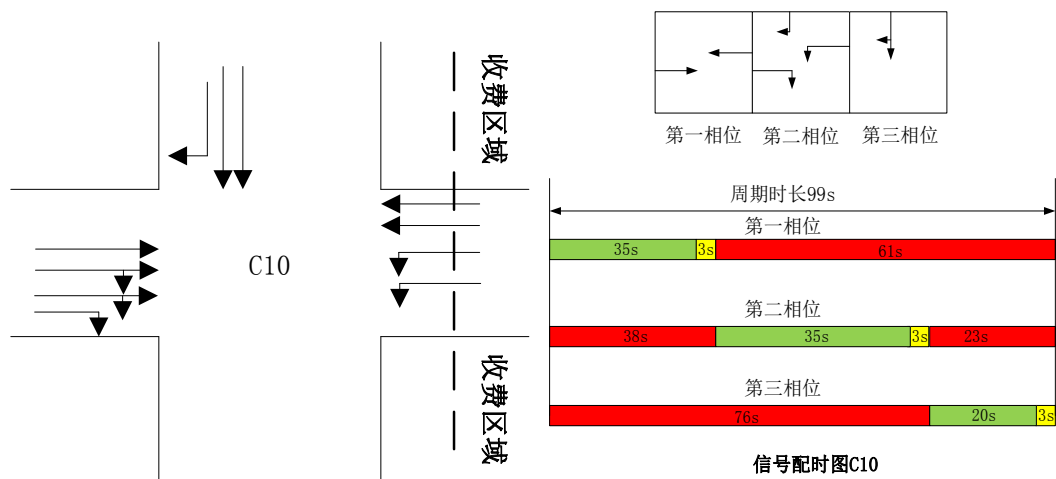 收费区域
C10
收费区域
第一相位 第二相位 第三相位
周期时长99s
第一相位
35s 3s 61s
第二相位
38s 35s 3s 23s
第三相位
76s 20s 3s
信号配时图C10